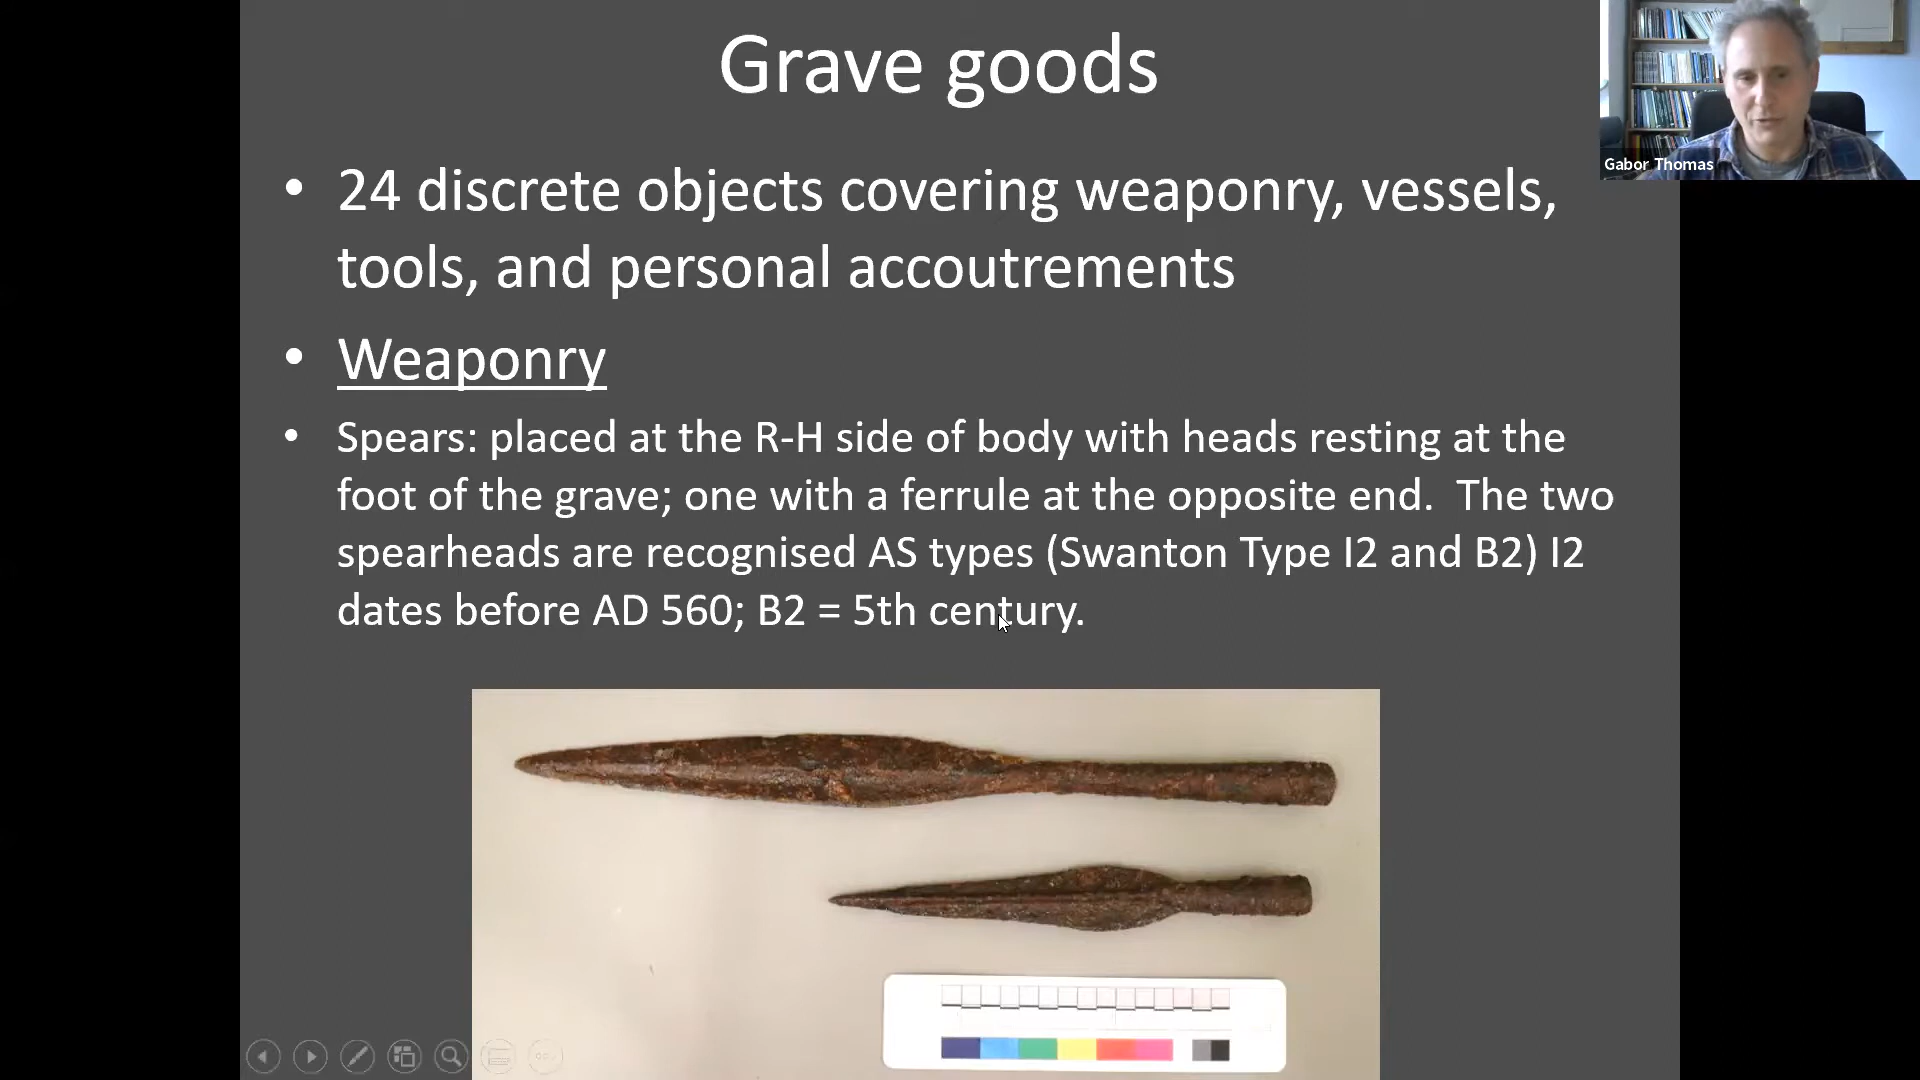 Grave goods
• 24 discrete objects covering weaponry, vessels,
tools, and personal accoutrements
• Weaponry
• Spears: placed at the R-H side of body with heads resting at the
foot of the grave; one with a ferrule at the opposite end. The two
spearheads are recognised AS types (Swanton Type I2 and B2) I2
dates before AD 560; B2 = 5th century.
Gabor Thomas